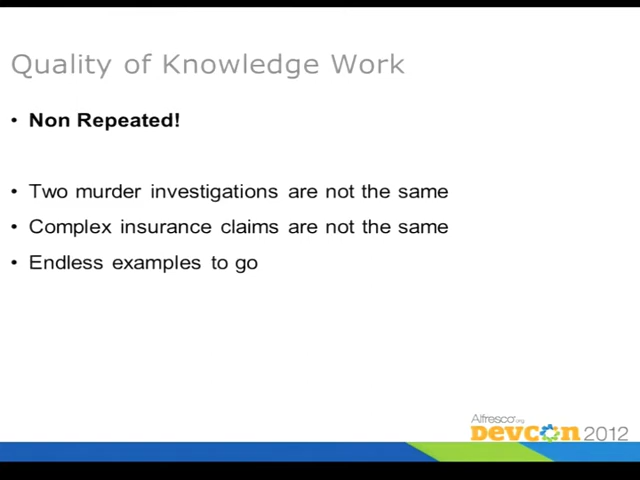 Quality of Knowledge Work
• Non Repeated!
• Two murder investigations are not the same
• Complex insurance claims are not the same
• Endless examples to go
Alfresco.org
DEVCON 2012